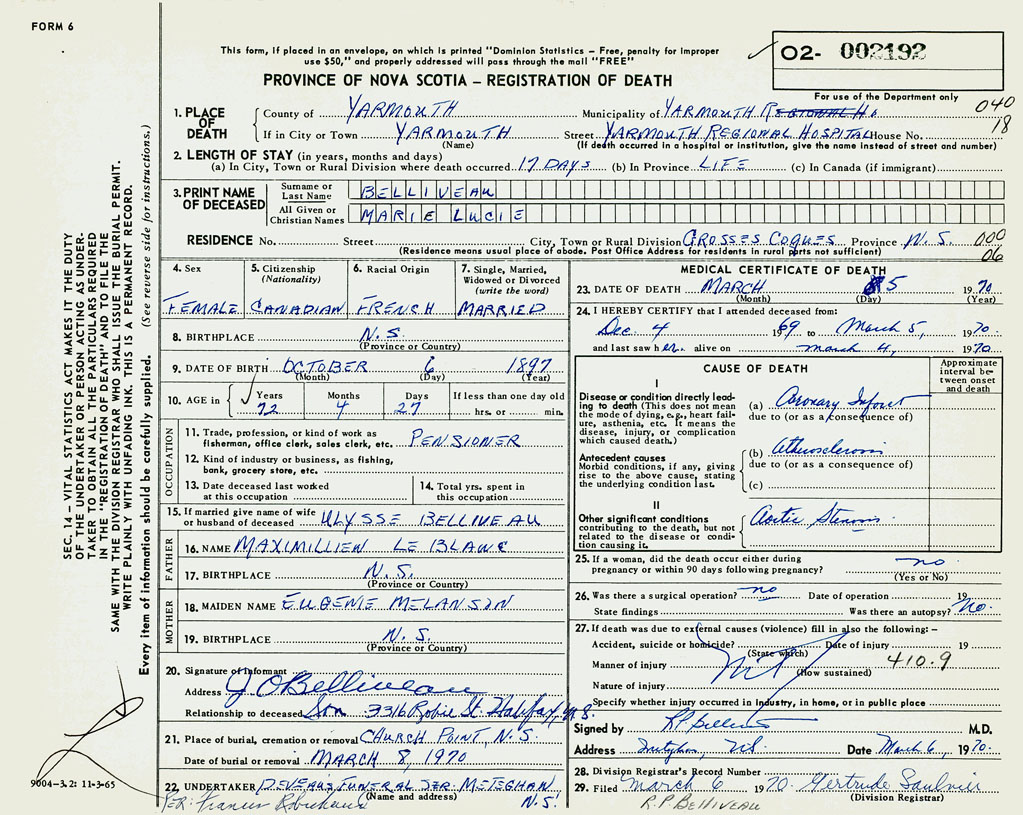 FORM 6
This form, if placed in an envelope, on which is printed "Dominion Statistics – Free, penalty for improper
use $50," and properly addressed will pass through the mail "FREE"
PROVINCE OF NOVA SCOTIA – REGISTRATION OF DEATH
O2- 002192
For use of the Department only
040
18
SEC. 14 – VITAL STATISTICS ACT MAKES IT THE DUTY
OF THE UNDERTAKER OR PERSON ACTING AS UNDER-
TAKER TO OBTAIN ALL THE PARTICULARS REQUIRED
IN THE "REGISTRATION OF DEATH" AND TO FILE THE
SAME WITH THE DIVISION REGISTRAR WHO SHALL ISSUE THE BURIAL PERMIT.
WRITE PLAINLY WITH UNFADING INK. THIS IS A PERMANENT RECORD.
Every item of information should be carefully supplied. (See reverse side for instructions.)
1. PLACE OF DEATH
County of YARMOUTH Municipality of YARMOUTH REGIONAL Ho
If in City or Town YARMOUTH Street YARMOUTH REGIONAL HOSPITAL House No.
(Name) (If death occurred in a hospital or institution, give the name instead of street and number)
2. LENGTH OF STAY (in years, months and days)
(a) In City, Town or Rural Division where death occurred 17 DAYS (b) In Province LIFE (c) In Canada (if immigrant)
3. PRINT NAME OF DECEASED
Surname or Last Name BELLIVEAU
All Given or Christian Names MARIE LUCIE
RESIDENCE No. Street City, Town or Rural Division GROSSES COQUES Province N.S. 000
(Residence means usual place of abode. Post Office Address for residents in rural parts not sufficient) 06
4. Sex 5. Citizenship (Nationality) 6. Racial Origin 7. Single, Married, Widowed or Divorced (write the word)
FEMALE CANADIAN FRENCH MARRIED
8. BIRTHPLACE N.S.
(Province or Country)
9. DATE OF BIRTH OCTOBER 6 1897
(Month) (Day) (Year)
10. AGE in Years Months Days If less than one day old
72 4 27 hrs. or min.
OCCUPATION
11. Trade, profession, or kind of work as
fisherman, office clerk, sales clerk, etc. PENSIONER
12. Kind of industry or business, as fishing,
bank, grocery store, etc.
13. Date deceased last worked
at this occupation
14. Total yrs. spent in
this occupation
15. If married give name of wife
or husband of deceased ULYSSE BELLIVEAU
FATHER
16. NAME MAXIMILLIEN LE BLANC
17. BIRTHPLACE N.S.
(Province or Country)
MOTHER
18. MAIDEN NAME EUGENIE MELANSON
19. BIRTHPLACE N.S.
(Province or Country)
20. Signature of Informant
Address J O Belliveau
Relationship to deceased Son 3316 Robie St. Halifax, N.S.
21. Place of burial, cremation or removal CHURCH POINT, N.S.
Date of burial or removal MARCH 8, 1970
22. UNDERTAKER DEVEAU'S FUNERAL SER METEGHAN
(Name and address) N.S.
PER: Francis Robichaud
9004-3.2: 11-3-65
MEDICAL CERTIFICATE OF DEATH
23. DATE OF DEATH MARCH 5 1970
(Month) (Day) (Year)
24. I HEREBY CERTIFY that I attended deceased from:
Dec. 4 1969 to March 5, 1970
and last saw her alive on March 4, 1970
CAUSE OF DEATH
Approximate interval between onset and death
I
Disease or condition directly lead-
ing to death (This does not mean
the mode of dying, e.g., heart fail-
ure, asthenia, etc. It means the
disease, injury, or complication
which caused death.)
(a) Coronary Infarct
due to (or as a consequence of)
Antecedent causes
Morbid conditions, if any, giving
rise to the above cause, stating
the underlying condition last.
(b) Atherosclerosis
due to (or as a consequence of)
(c)
II
Other significant conditions
contributing to the death, but not
related to the disease or condi-
tion causing it.
Aortic Stenosis
25. If a woman, did the death occur either during
pregnancy or within 90 days following pregnancy? no
(Yes or No)
26. Was there a surgical operation? no Date of operation 19
State findings Was there an autopsy? No.
27. If death was due to external causes (violence) fill in also the following: –
Accident, suicide or homicide? Date of injury 19
(State which) 410.9
Manner of injury Nil
(How sustained)
Nature of injury
Specify whether injury occurred in Industry, in home, or in public place
Signed by R.P. Belliveau M.D.
Address NS Date March 6, 1970.
28. Division Registrar's Record Number
29. Filed March 6 1970. Gertrude Saulnier
(Division Registrar)
R.P. BELLIVEAU